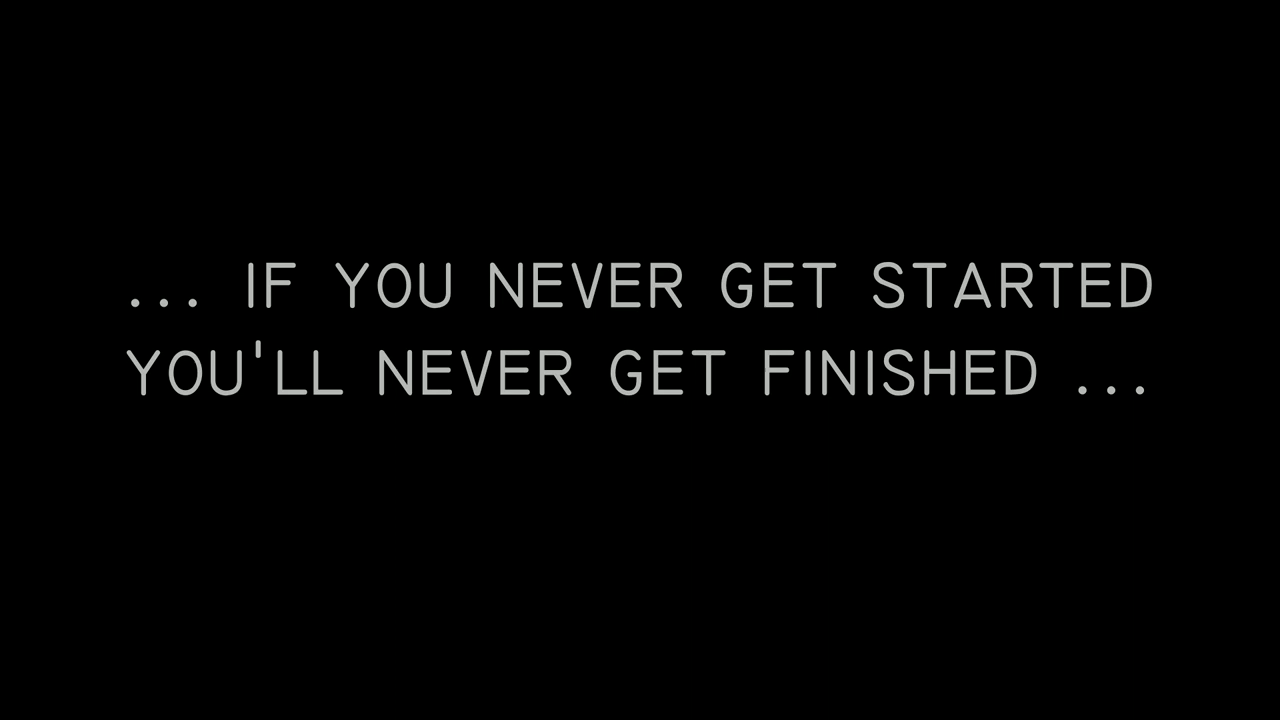 ... IF YOU NEVER GET STARTED
YOU'LL NEVER GET FINISHED ...